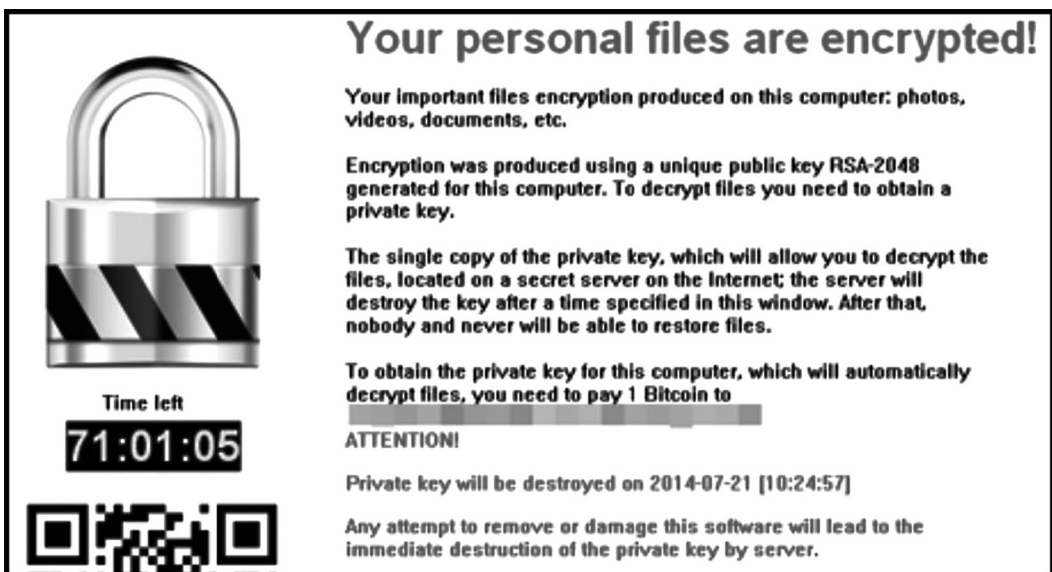 Your personal files are encrypted!
Your important files encryption produced on this computer: photos,
videos, documents, etc.
Encryption was produced using a unique public key RSA-2048
generated for this computer. To decrypt files you need to obtain a
private key.
The single copy of the private key, which will allow you to decrypt the
files, located on a secret server on the Internet; the server will
destroy the key after a time specified in this window. After that,
nobody and never will be able to restore files.
To obtain the private key for this computer, which will automatically
decrypt files, you need to pay 1 Bitcoin to
ATTENTION!
Private key will be destroyed on 2014-07-21 [10:24:57]
Any attempt to remove or damage this software will lead to the
immediate destruction of the private key by server.
Time left
71:01:05